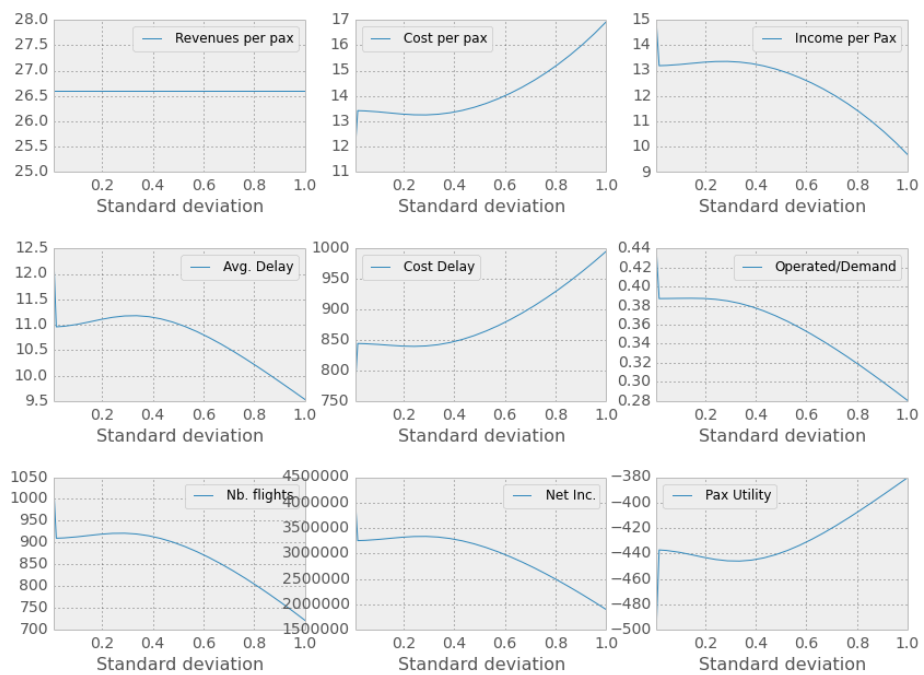 28.0
27.5
27.0
26.5
26.0
25.5
25.0
Revenues per pax
0.2 0.4 0.6 0.8 1.0
Standard deviation
17
16
15
14
13
12
11
Cost per pax
0.2 0.4 0.6 0.8 1.0
Standard deviation
15
14
13
12
11
10
9
Income per Pax
0.2 0.4 0.6 0.8 1.0
Standard deviation
12.5
12.0
11.5
11.0
10.5
10.0
9.5
Avg. Delay
0.2 0.4 0.6 0.8 1.0
Standard deviation
1000
950
900
850
800
750
Cost Delay
0.2 0.4 0.6 0.8 1.0
Standard deviation
0.44
0.42
0.40
0.38
0.36
0.34
0.32
0.30
0.28
Operated/Demand
0.2 0.4 0.6 0.8 1.0
Standard deviation
1050
1000
950
900
850
800
750
700
Nb. flights
0.2 0.4 0.6 0.8 1.0
Standard deviation
4500000
4000000
3500000
3000000
2500000
2000000
1500000
Net Inc.
0.2 0.4 0.6 0.8 1.0
Standard deviation
−380
−400
−420
−440
−460
−480
−500
Pax Utility
0.2 0.4 0.6 0.8 1.0
Standard deviation